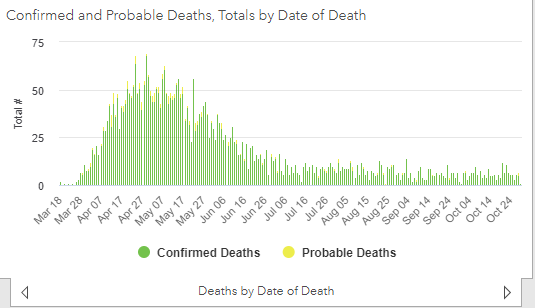 Confirmed and Probable Deaths, Totals by Date of Death
75
50
25
0
Total #
Mar 18
Mar 28
Apr 07
Apr 17
Apr 27
May 07
May 17
May 27
Jun 06
Jun 16
Jun 26
Jul 06
Jul 16
Jul 26
Aug 05
Aug 15
Aug 25
Sep 04
Sep 14
Sep 24
Oct 04
Oct 14
Oct 24
Confirmed Deaths
Probable Deaths
Deaths by Date of Death